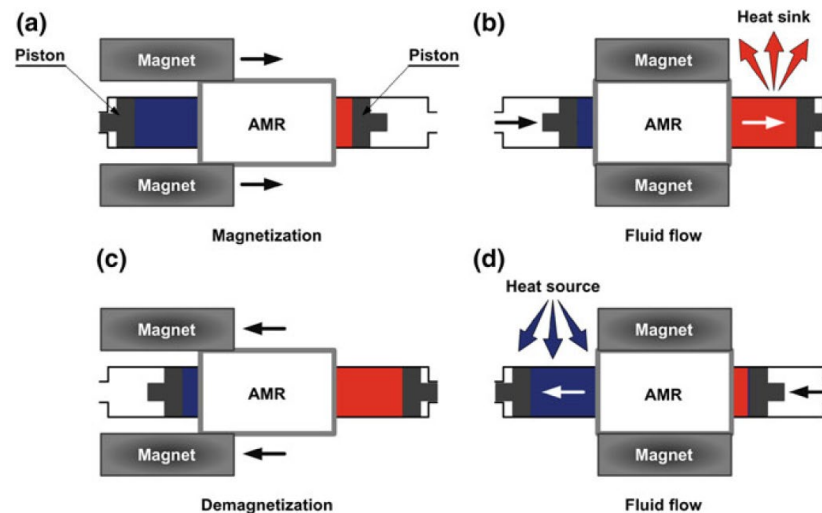 (a)
Magnet
Piston
Piston
AMR
Magnet
Magnetization
(b)
Heat sink
Magnet
AMR
Magnet
Fluid flow
(c)
Magnet
AMR
Magnet
Demagnetization
(d)
Heat source
Magnet
AMR
Magnet
Fluid flow